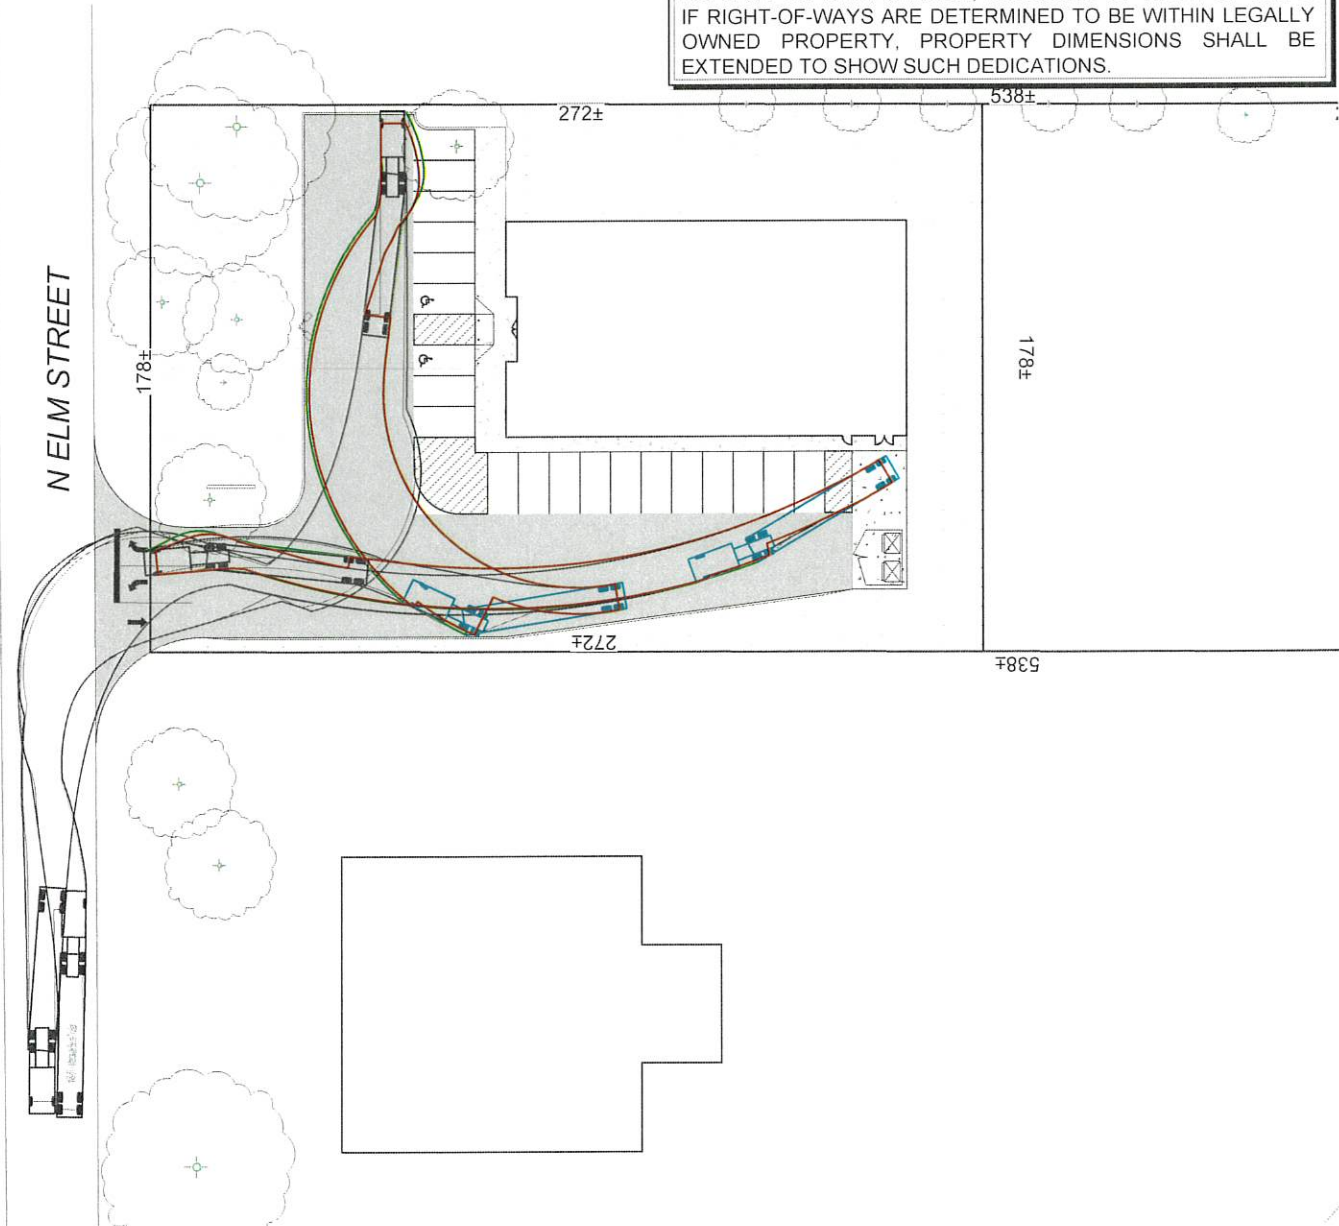 IF RIGHT-OF-WAYS ARE DETERMINED TO BE WITHIN LEGALLY
OWNED PROPERTY, PROPERTY DIMENSIONS SHALL BE
EXTENDED TO SHOW SUCH DEDICATIONS.
538±
272±
N ELM STREET
178±
178±
272±
538±